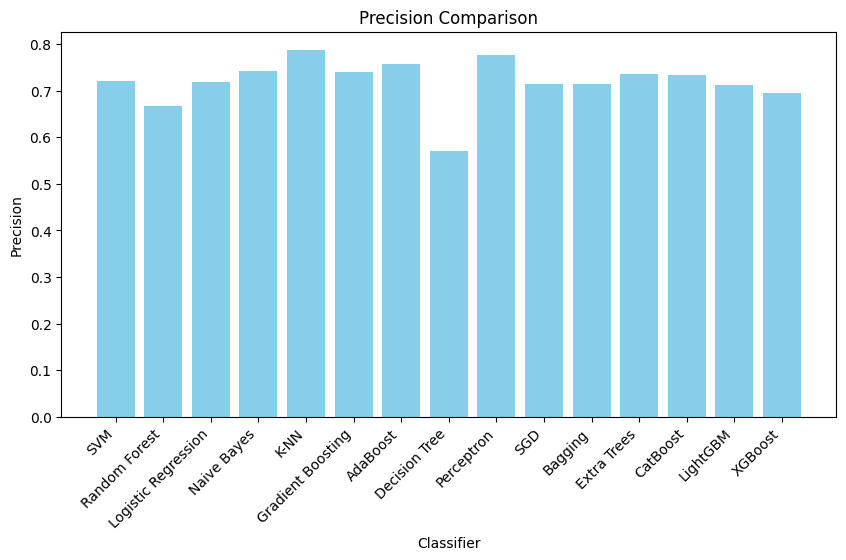 Precision Comparison
Precision
0.8
0.7
0.6
0.5
0.4
0.3
0.2
0.1
0.0
SVM
Random Forest
Logistic Regression
Naive Bayes
K-NN
Gradient Boosting
AdaBoost
Decision Tree
Perceptron
SGD
Bagging
Extra Trees
CatBoost
LightGBM
XGBoost
Classifier